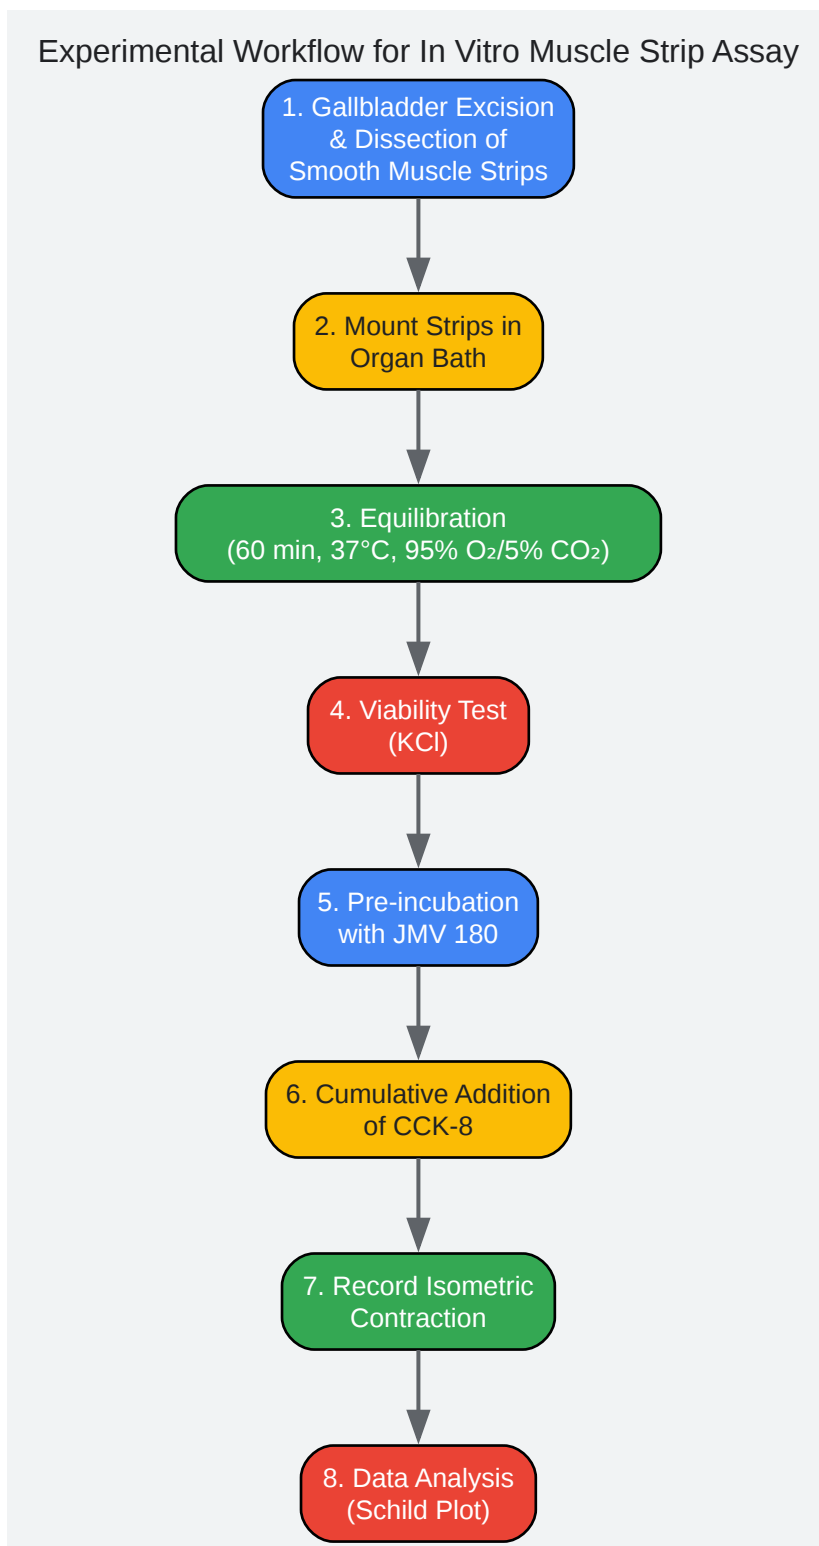 Experimental Workflow for In Vitro Muscle Strip Assay
1. Gallbladder Excision
& Dissection of
Smooth Muscle Strips
2. Mount Strips in
Organ Bath
3. Equilibration
(60 min, 37°C, 95% O₂/5% CO₂)
4. Viability Test
(KCl)
5. Pre-incubation
with JMV 180
6. Cumulative Addition
of CCK-8
7. Record Isometric
Contraction
8. Data Analysis
(Schild Plot)